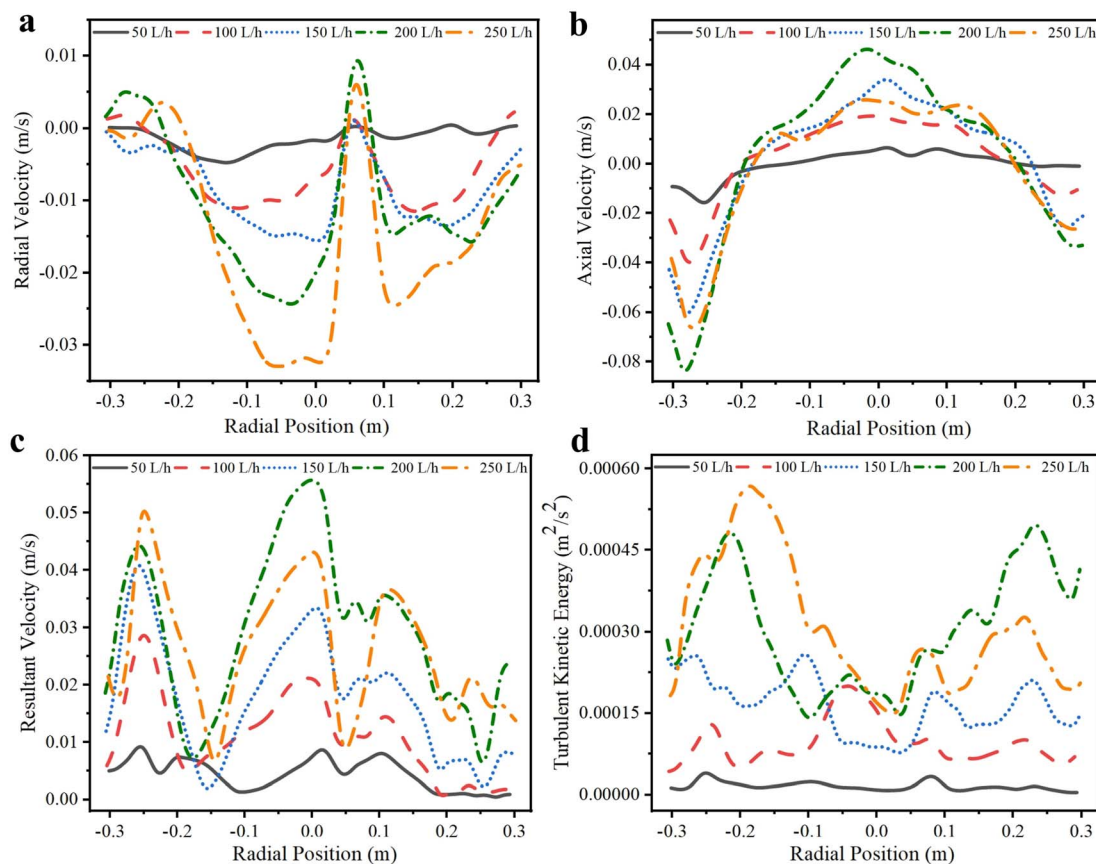 a
50 L/h 100 L/h 150 L/h 200 L/h 250 L/h
0.01
0.00
-0.01
-0.02
-0.03
Radial Velocity (m/s)
-0.3 -0.2 -0.1 0.0 0.1 0.2 0.3
Radial Position (m)
b
50 L/h 100 L/h 150 L/h 200 L/h 250 L/h
0.04
0.02
0.00
-0.02
-0.04
-0.06
-0.08
Axial Velocity (m/s)
-0.3 -0.2 -0.1 0.0 0.1 0.2 0.3
Radial Position (m)
c
50 L/h 100 L/h 150 L/h 200 L/h 250 L/h
0.06
0.05
0.04
0.03
0.02
0.01
0.00
Resultant Velocity (m/s)
-0.3 -0.2 -0.1 0.0 0.1 0.2 0.3
Radial Position (m)
d
50 L/h 100 L/h 150 L/h 200 L/h 250 L/h
0.00060
0.00045
0.00030
0.00015
0.00000
Turbulent Kinetic Energy (m²/s²)
-0.3 -0.2 -0.1 0.0 0.1 0.2 0.3
Radial Position (m)